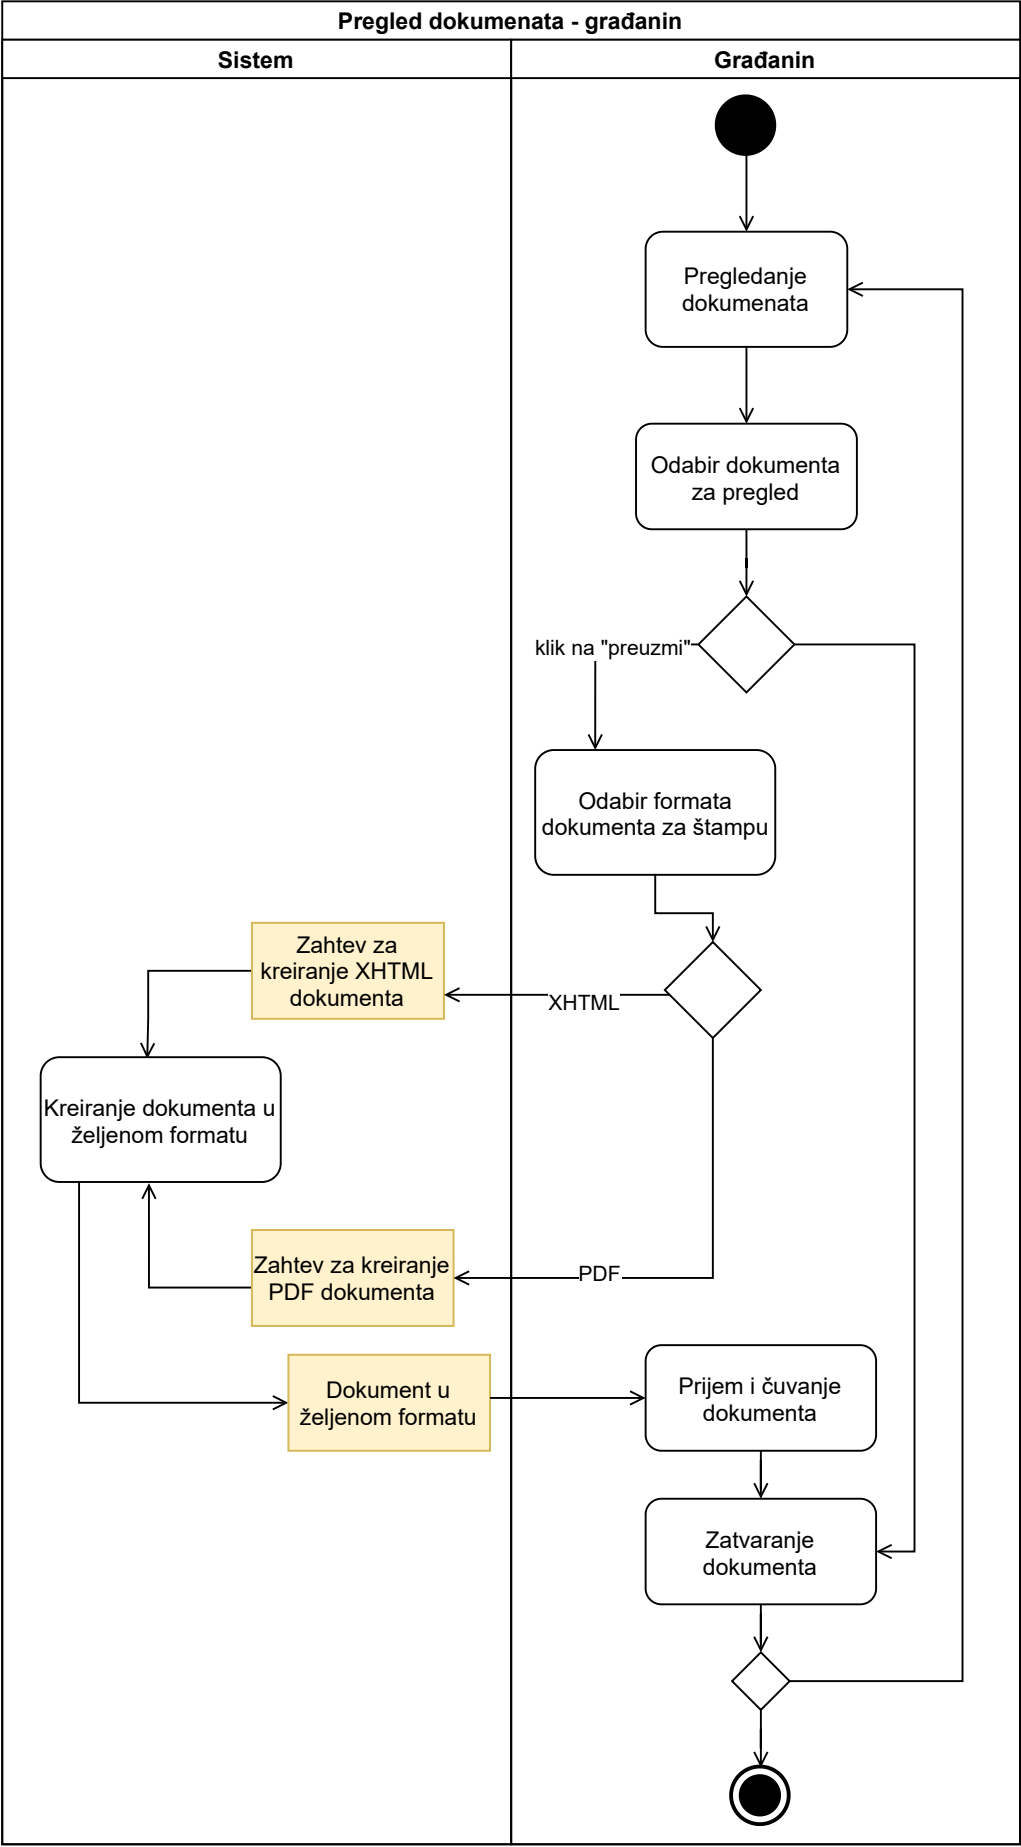 Pregled dokumenata - građanin
Sistem
Građanin
Pregledanje
dokumenata
Odabir dokumenta
za pregled
klik na "preuzmi"
Odabir formata
dokumenta za štampu
Zahtev za
kreiranje XHTML
dokumenta
XHTML
Kreiranje dokumenta u
željenom formatu
Zahtev za kreiranje
PDF dokumenta
PDF
Dokument u
željenom formatu
Prijem i čuvanje
dokumenta
Zatvaranje
dokumenta